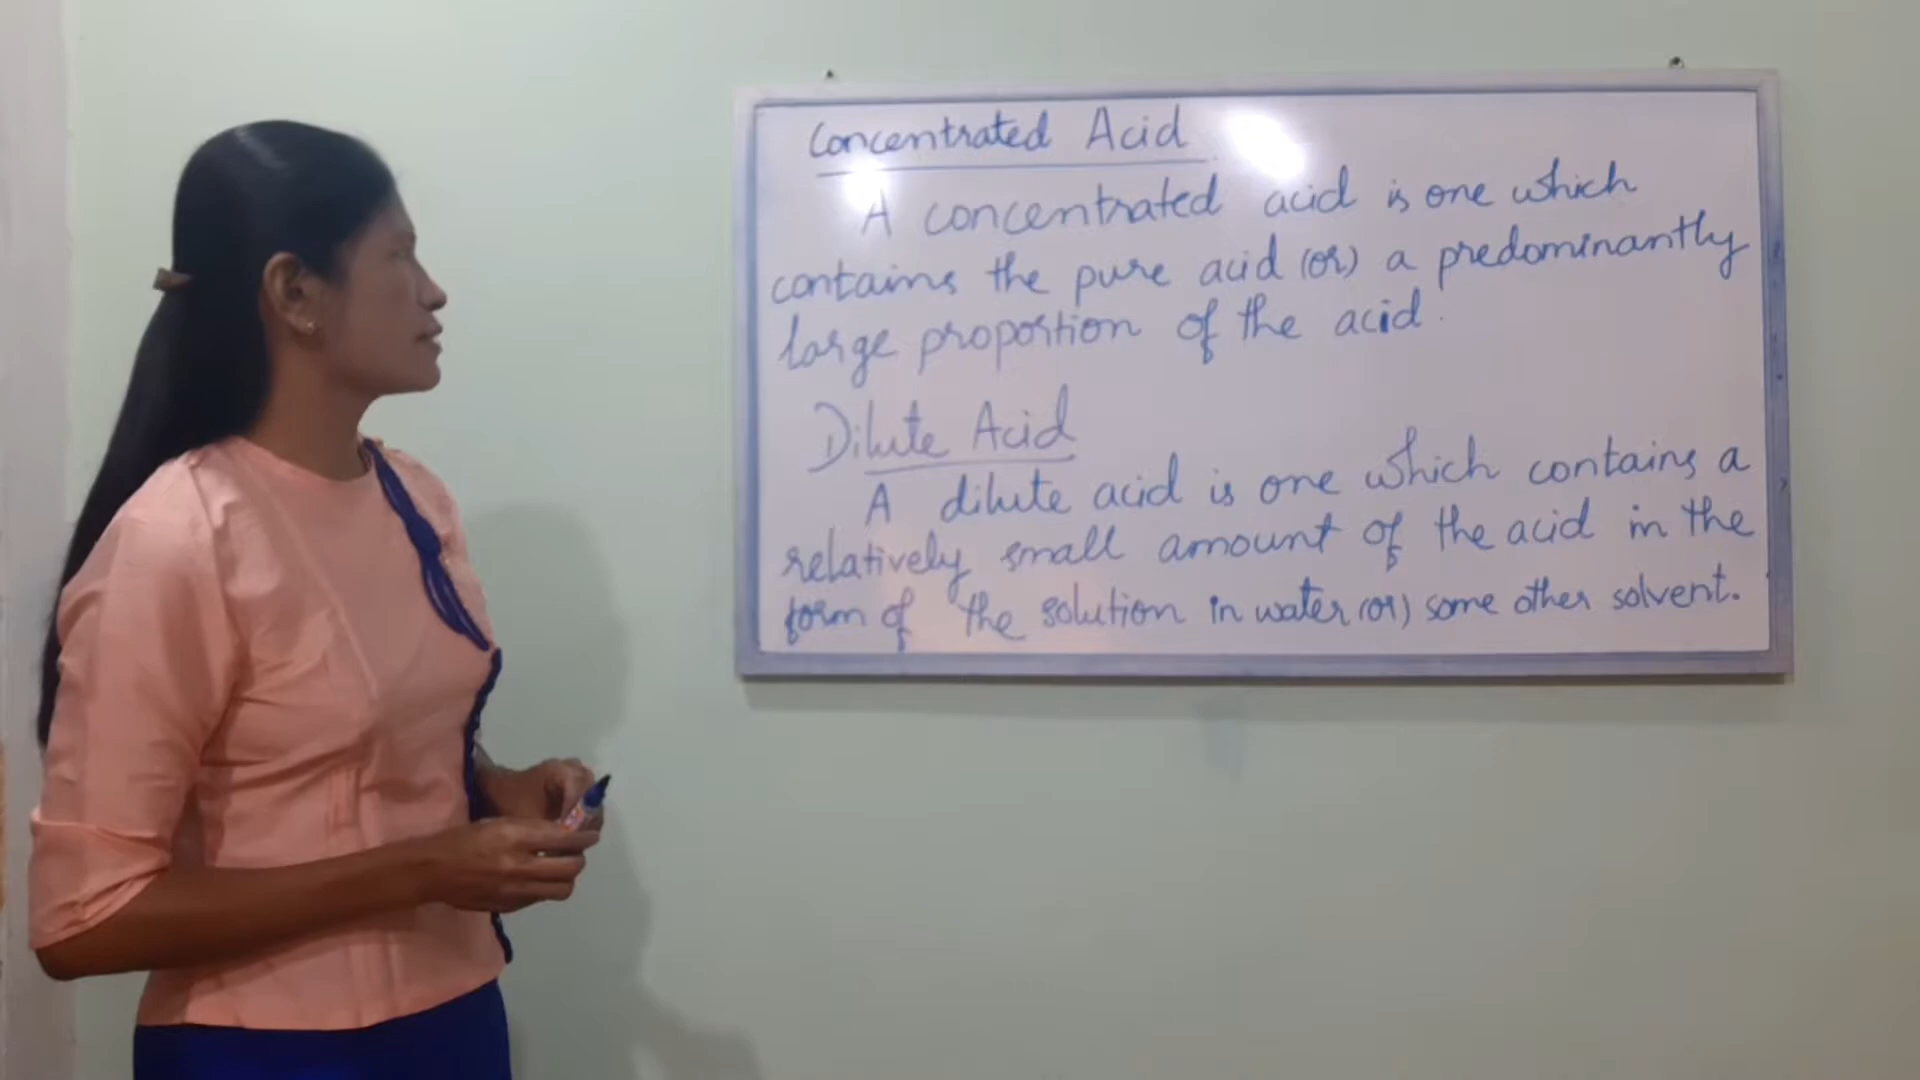 Concentrated Acid
A concentrated acid is one which
contains the pure acid (or) a predominantly
large proportion of the acid.
Dilute Acid
A dilute acid is one which contains a
relatively small amount of the acid in the
form of the solution in water (or) some other solvent.